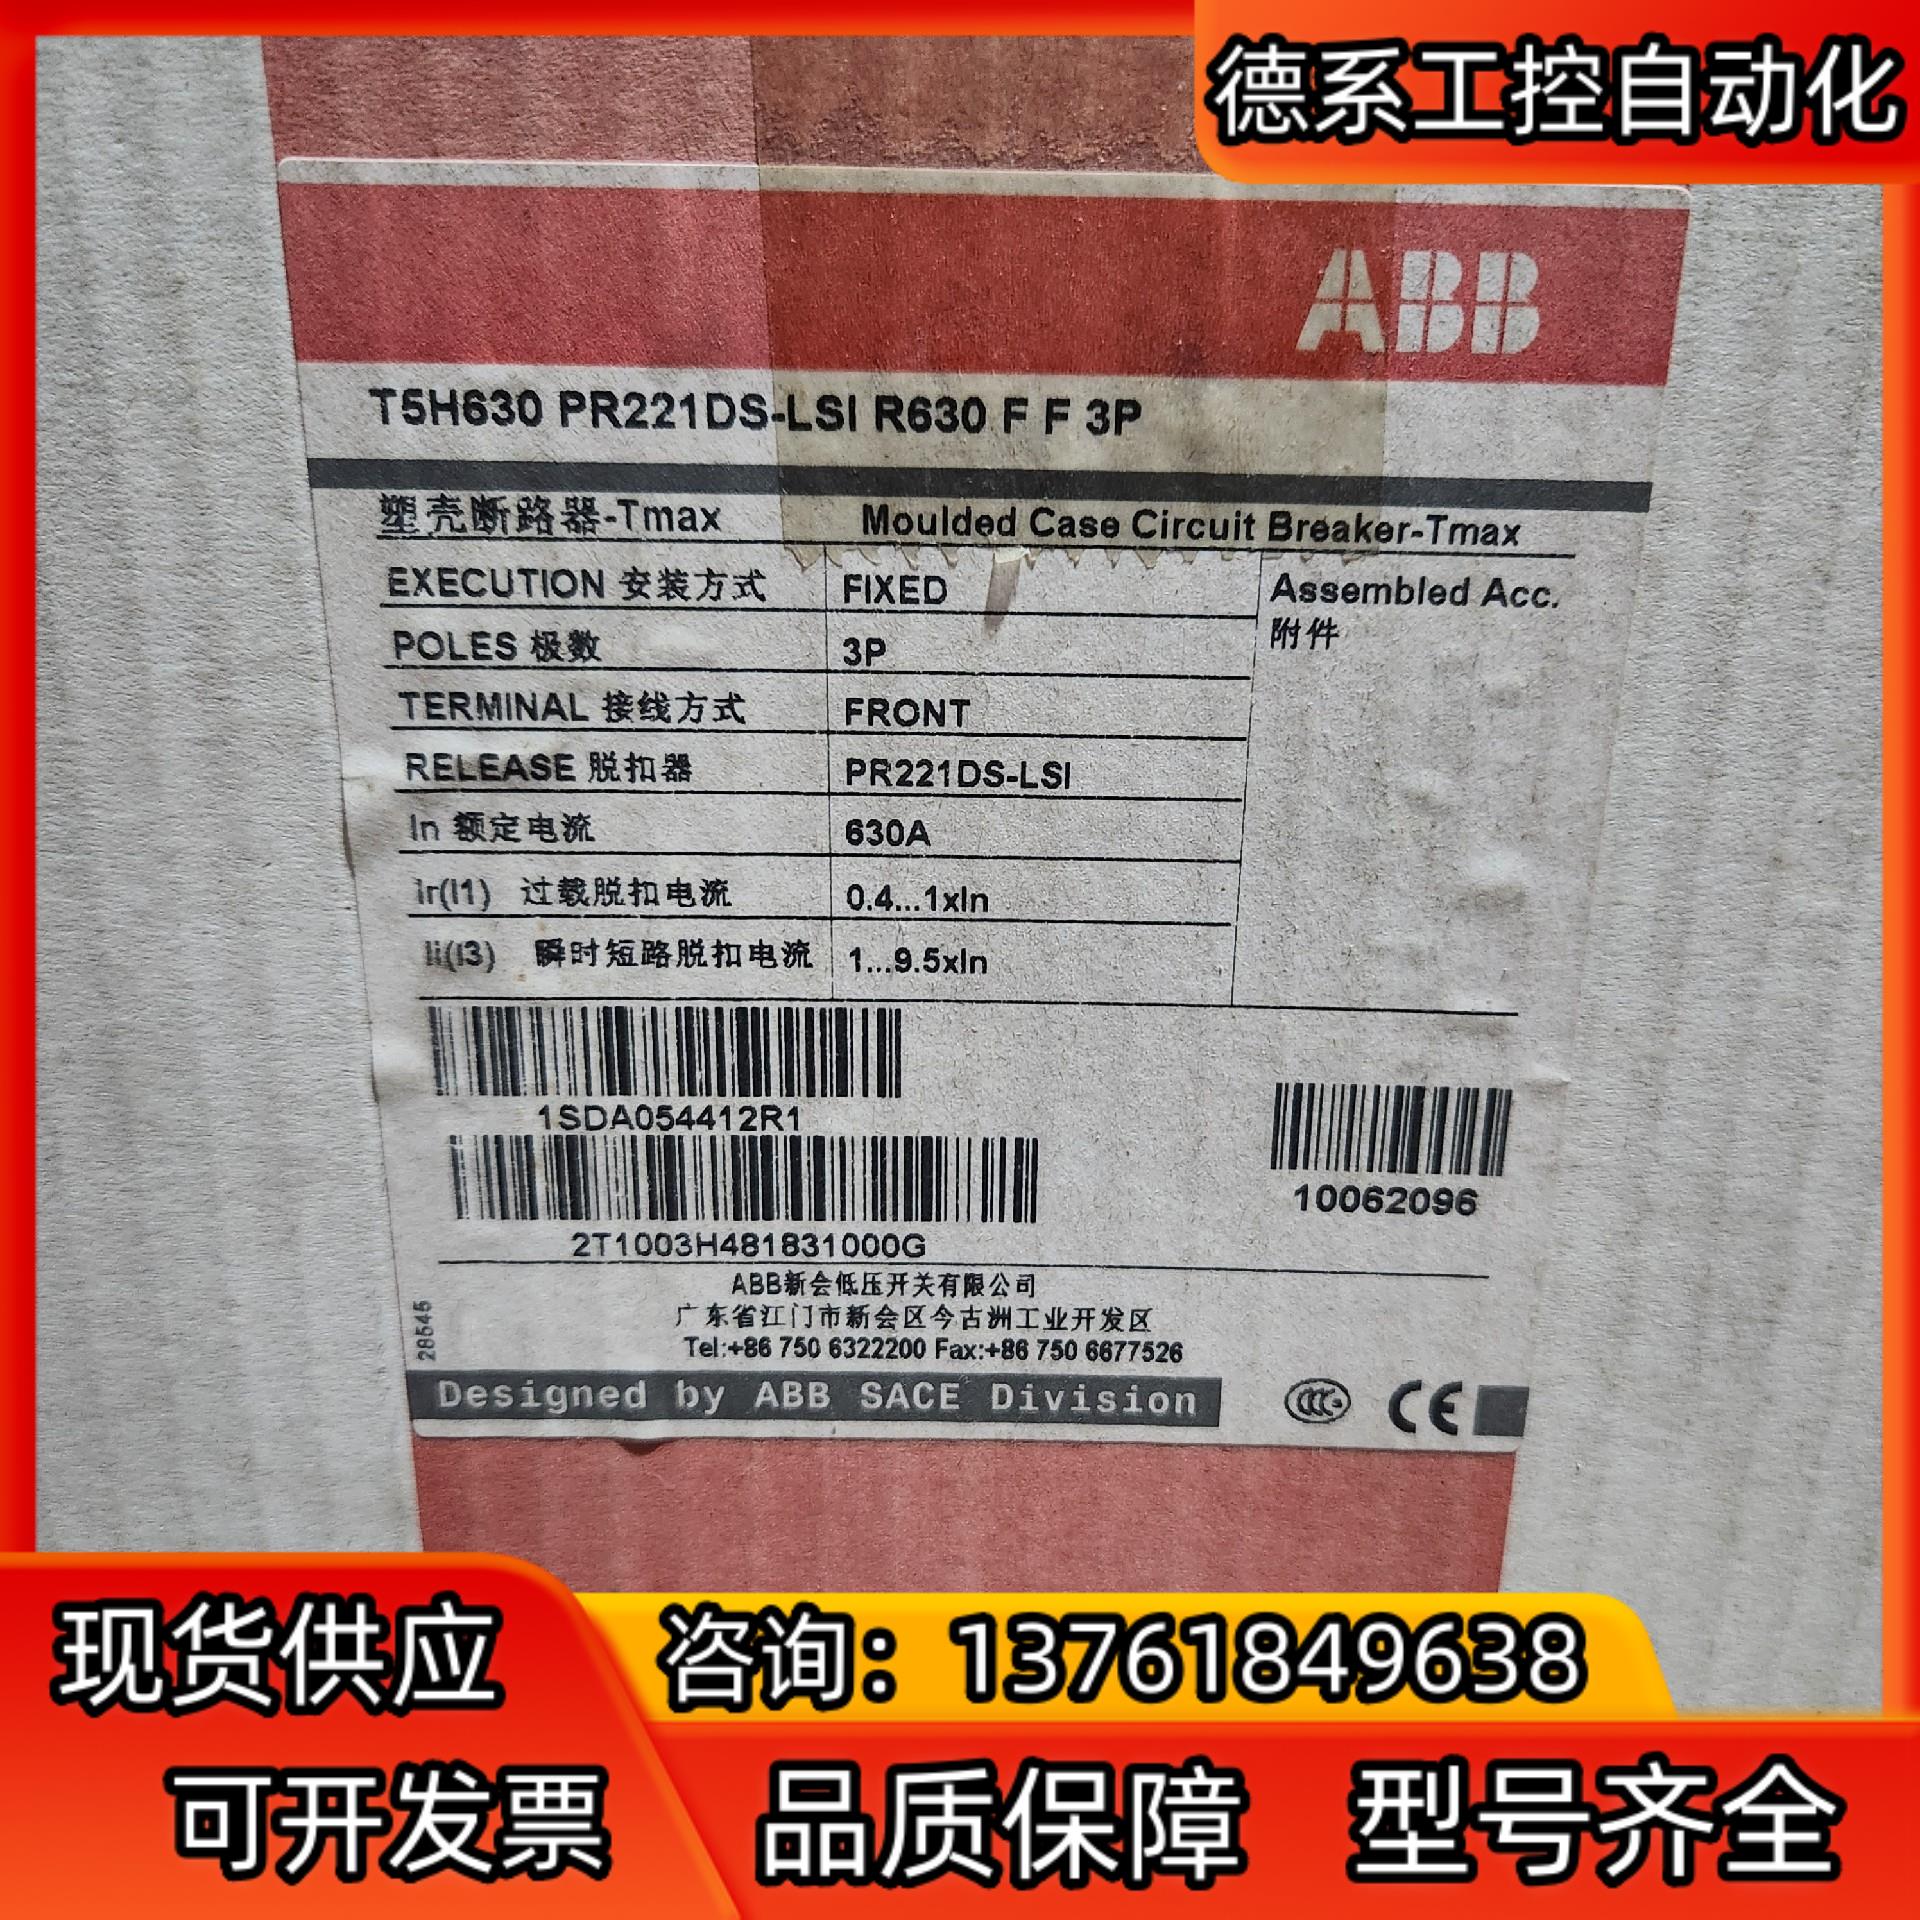 德系工控自动化
ABB
T5H630 PR221DS-LSI R630 F F 3P
塑壳断路器-Tmax Moulded Case Circuit Breaker-Tmax
EXECUTION 安装方式 FIXED Assembled Acc.
附件
POLES 极数 3P
TERMINAL 接线方式 FRONT
RELEASE 脱扣器 PR221DS-LSI
In 额定电流 630A
Ir(I1) 过载脱扣电流 0.4...1xIn
Ii(I3) 瞬时短路脱扣电流 1...9.5xIn
1SDA054412R1
10062096
2T1003H481831000G
ABB新会低压开关有限公司
广东省江门市新会区今古洲工业开发区
Tel:+86 750 6322200 Fax:+86 750 6677526
28545
Designed by ABB SACE Division
CCC CE
现货供应
咨询：13761849638
可开发票 品质保障 型号齐全